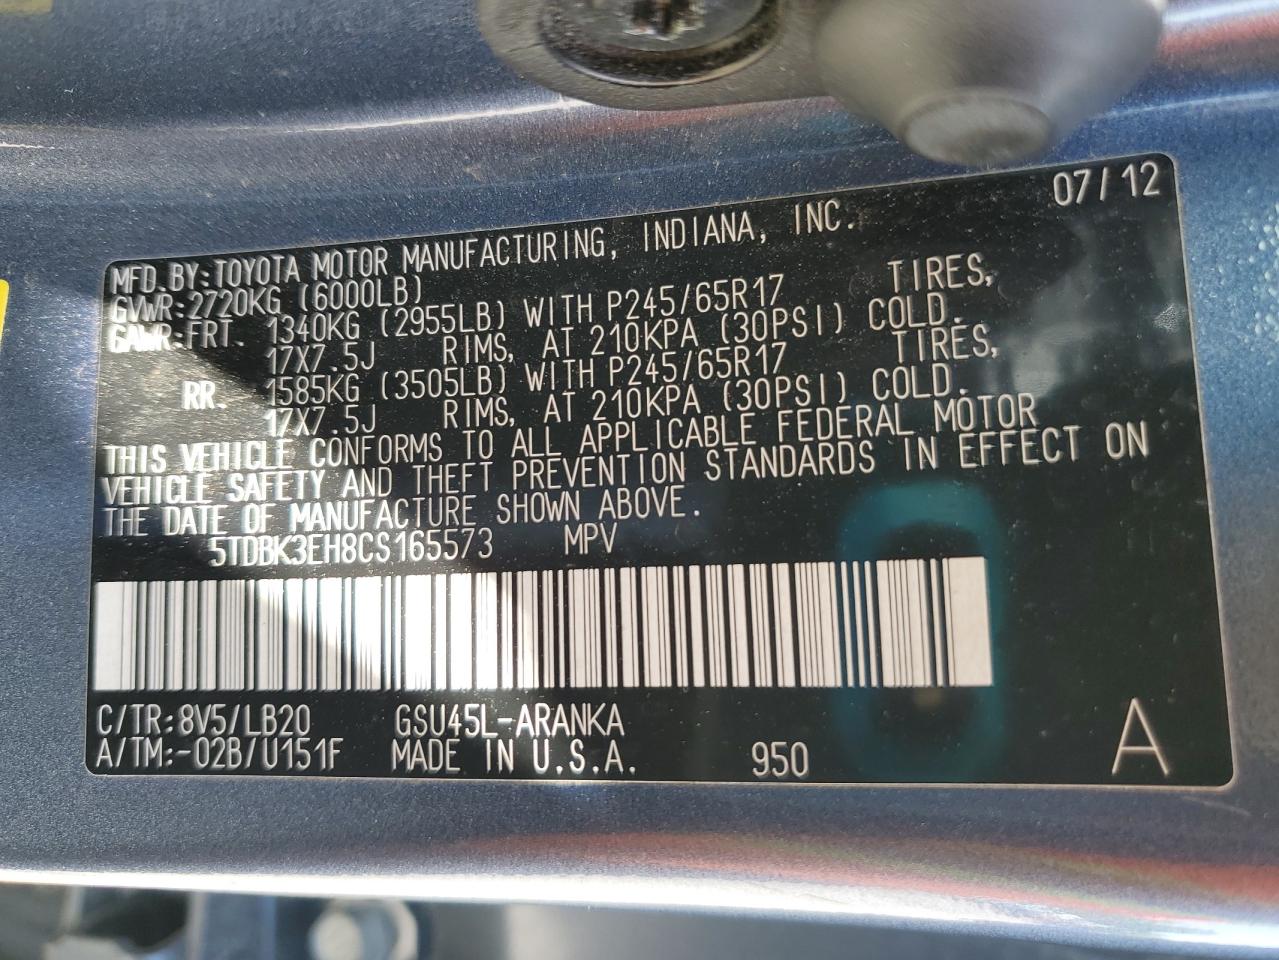 07/12
MFD.BY:TOYOTA MOTOR MANUFACTURING, INDIANA, INC.
GVWR:2720KG (6000LB)
GAWR:FRT. 1340KG (2955LB) WITH P245/65R17 TIRES,
17X7.5J RIMS, AT 210KPA (30PSI) COLD.
RR. 1585KG (3505LB) WITH P245/65R17 TIRES,
17X7.5J RIMS, AT 210KPA (30PSI) COLD.
THIS VEHICLE CONFORMS TO ALL APPLICABLE FEDERAL MOTOR
VEHICLE SAFETY AND THEFT PREVENTION STANDARDS IN EFFECT ON
THE DATE OF MANUFACTURE SHOWN ABOVE.
5TDBK3EH8CS165573 MPV
C/TR:8V5/LB20 GSU45L-ARANKA
A/TM:-02B/U151F MADE IN U.S.A. 950 A